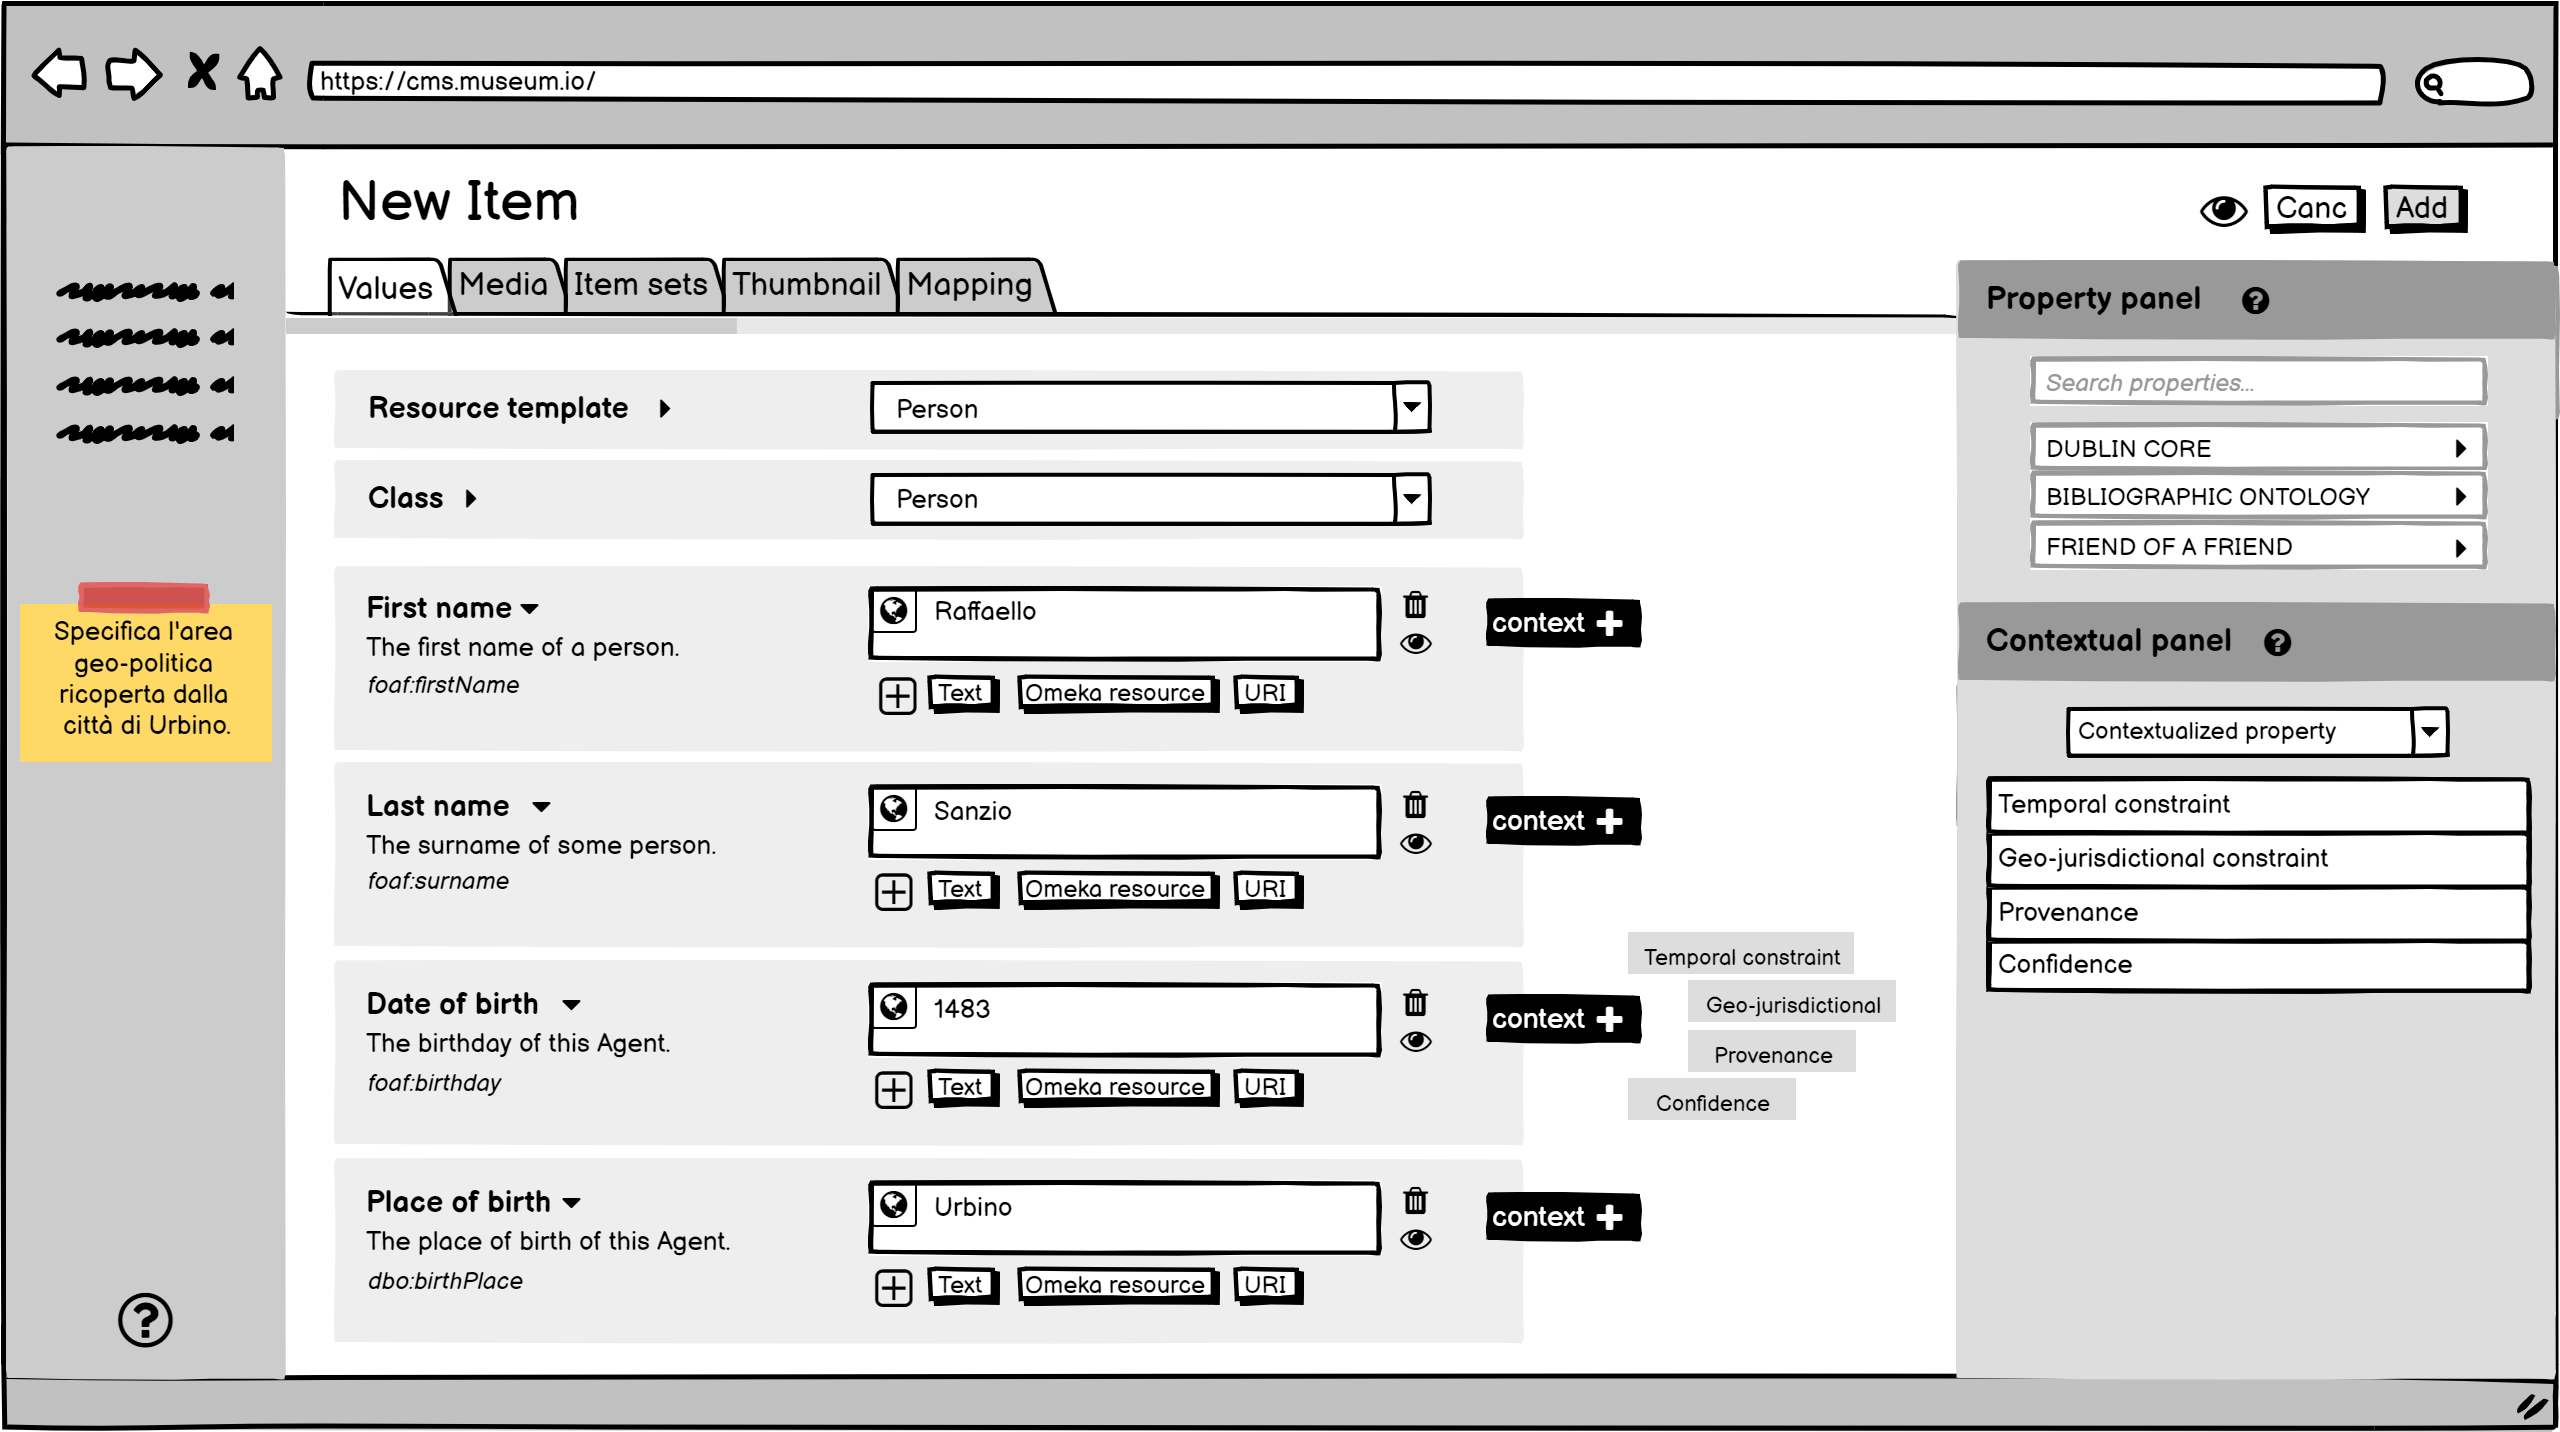 https://cms.museum.io/
New Item
Canc
Add
Values
Media
Item sets
Thumbnail
Mapping
Specifica l'area
geo-politica
ricoperta dalla
città di Urbino.
Resource template
Person
Class
Person
First name
The first name of a person.
foaf:firstName
Raffaello
Text
Omeka resource
URI
context
Last name
The surname of some person.
foaf:surname
Sanzio
Text
Omeka resource
URI
context
Date of birth
The birthday of this Agent.
foaf:birthday
1483
Text
Omeka resource
URI
context
Temporal constraint
Geo-jurisdictional
Provenance
Confidence
Place of birth
The place of birth of this Agent.
dbo:birthPlace
Urbino
Text
Omeka resource
URI
context
Property panel
Search properties...
DUBLIN CORE
BIBLIOGRAPHIC ONTOLOGY
FRIEND OF A FRIEND
Contextual panel
Contextualized property
Temporal constraint
Geo-jurisdictional constraint
Provenance
Confidence